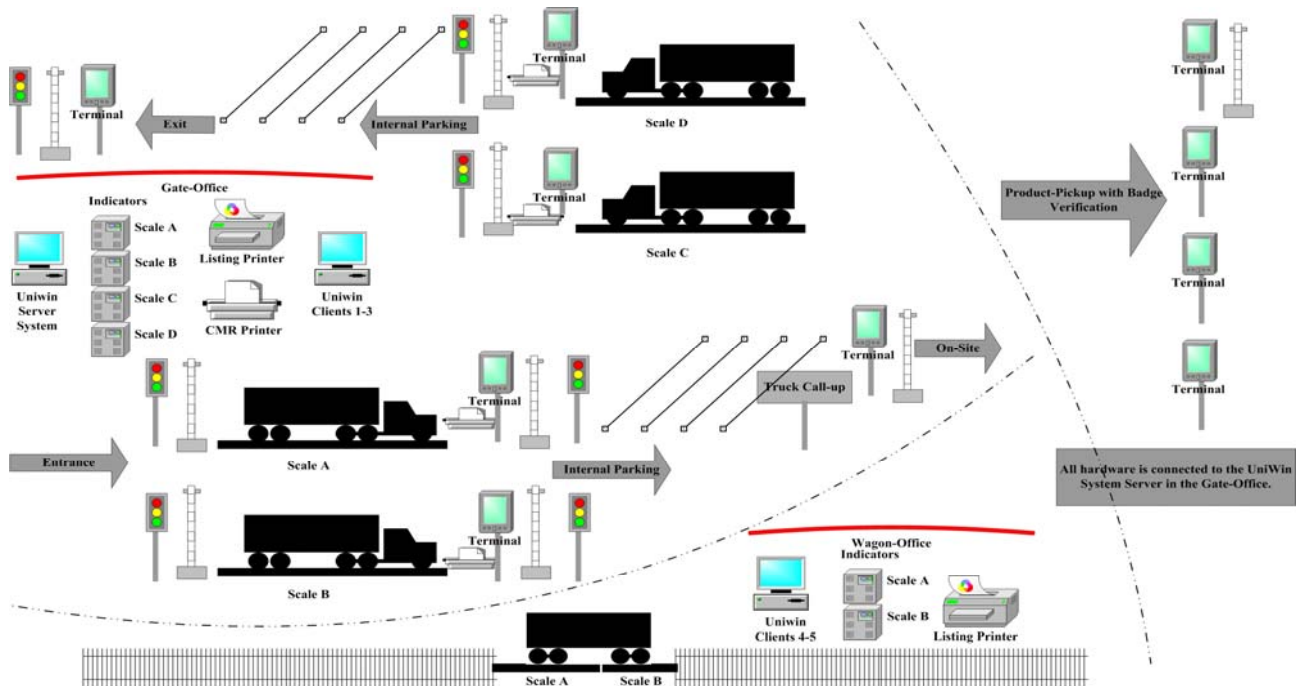 Terminal
Exit
Internal Parking
Terminal
Scale D
Terminal
Gate-Office
Indicators
Scale A
Scale B
Scale C
Scale D
Uniwin
Server
System
Listing Printer
CMR Printer
Uniwin
Clients 1-3
Terminal
Scale C
Product-Pickup with Badge
Verification
Terminal
Terminal
Terminal
Terminal
Truck Call-up
On-Site
Entrance
Terminal
Scale A
Internal Parking
Terminal
Scale B
All hardware is connected to the UniWin
System Server in the Gate-Office.
Wagon-Office
Indicators
Scale A
Scale B
Uniwin
Clients 4-5
Listing Printer
Scale A
Scale B